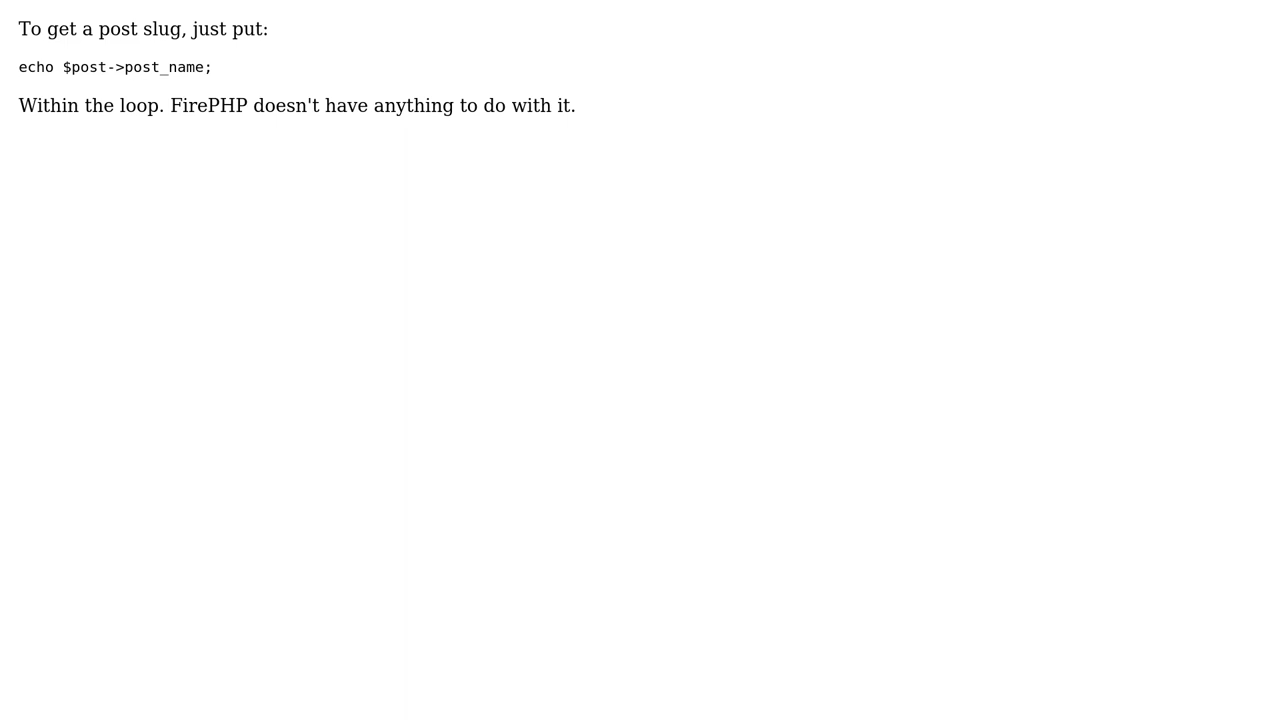 To get a post slug, just put:
echo $post->post_name;
Within the loop. FirePHP doesn't have anything to do with it.